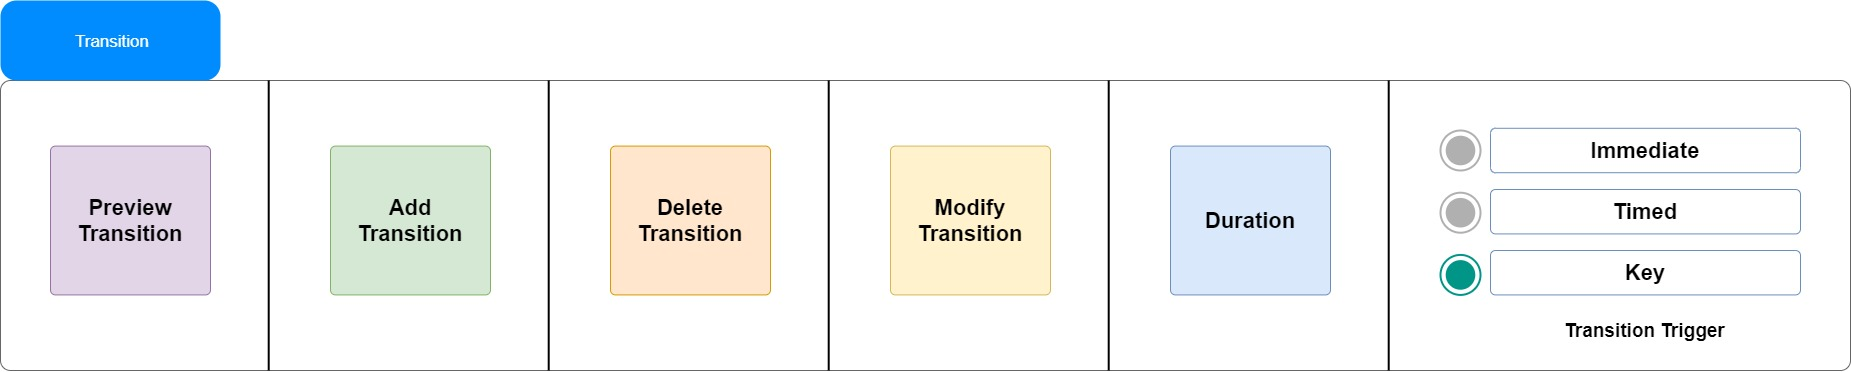 Transition
Preview
Transition
Add
Transition
Delete
Transition
Modify
Transition
Duration
Immediate
Timed
Key
Transition Trigger